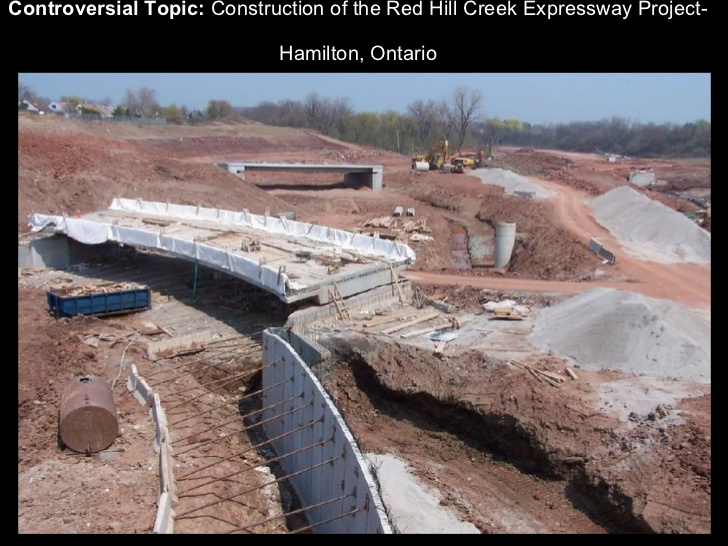 Controversial Topic: Construction of the Red Hill Creek Expressway Project-
Hamilton, Ontario